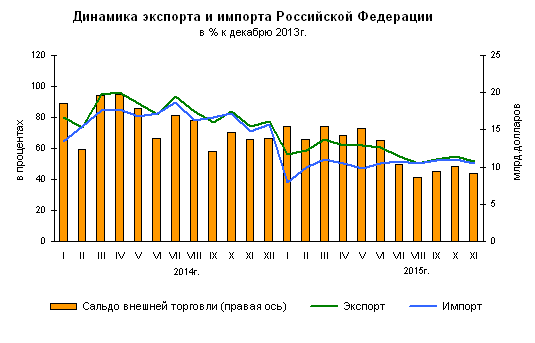 Динамика экспорта и импорта Российской Федерации
в % к декабрю 2013г.
в процентах
млрд.долларов
120 25
100 20
80 15
60 10
40 5
20 0
0
I II III IV V VI VII VIII IX X XI XII I II III IV V VI VII VIII IX X XI
2014г. 2015г.
Сальдо внешней торговли (правая ось) Экспорт Импорт